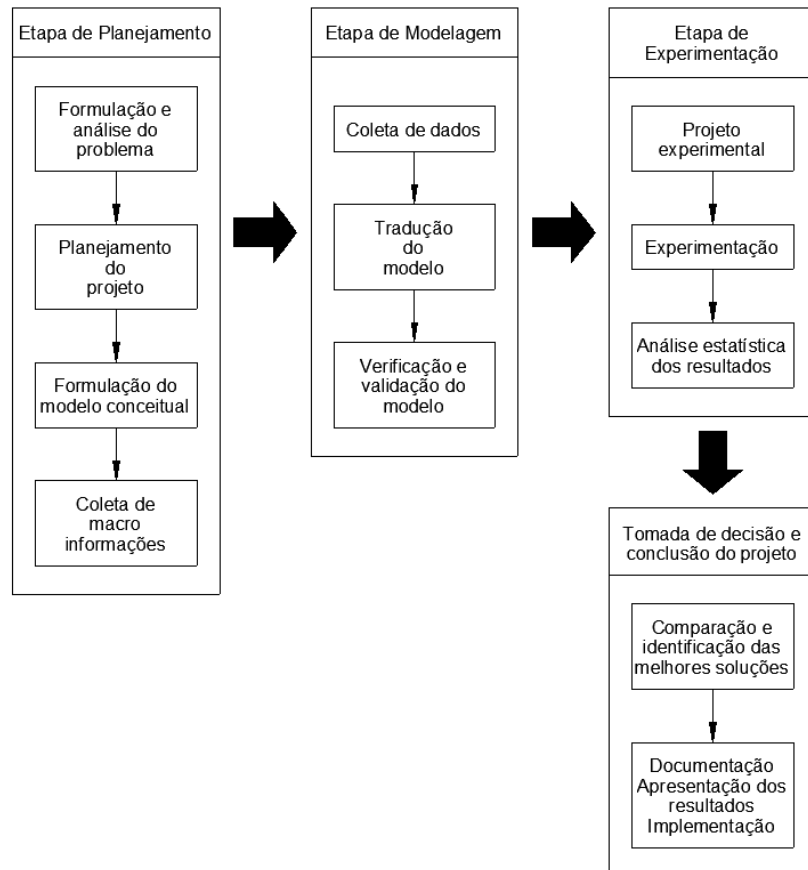 Etapa de Planejamento
Formulação e
análise do
problema
Planejamento
do
projeto
Formulação do
modelo conceitual
Coleta de
macro
informações
Etapa de Modelagem
Coleta de dados
Tradução
do
modelo
Verificação e
validação do
modelo
Etapa de
Experimentação
Projeto
experimental
Experimentação
Análise estatística
dos resultados
Tomada de decisão e
conclusão do projeto
Comparação e
identificação das
melhores soluções
Documentação
Apresentação dos
resultados
Implementação